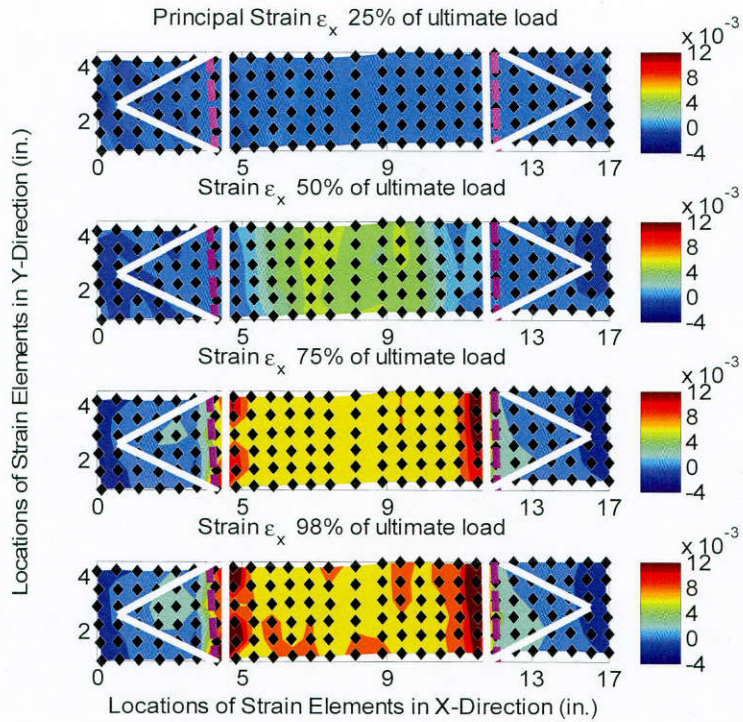 Principal Strain εx 25% of ultimate load
x 10-3
4
2
0 5 9 13 17
12
8
4
0
-4
Strain εx 50% of ultimate load
x 10-3
4
2
0 5 9 13 17
12
8
4
0
-4
Strain εx 75% of ultimate load
x 10-3
4
2
0 5 9 13 17
12
8
4
0
-4
Strain εx 98% of ultimate load
x 10-3
4
2
0 5 9 13 17
12
8
4
0
-4
Locations of Strain Elements in X-Direction (in.)
Locations of Strain Elements in Y-Direction (in.)